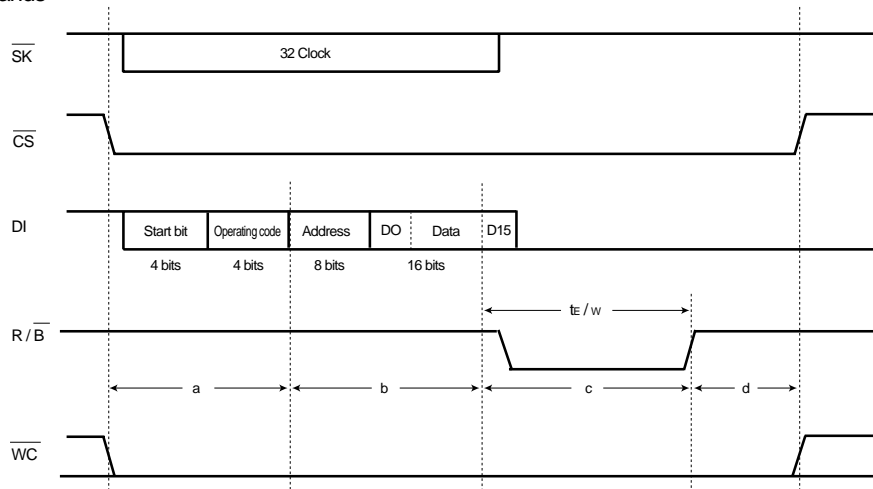 SK
32 Clock
CS
DI
Start bit
Operating code
Address
DO
Data
D15
4 bits
4 bits
8 bits
16 bits
tE / W
R / B
a
b
c
d
WC